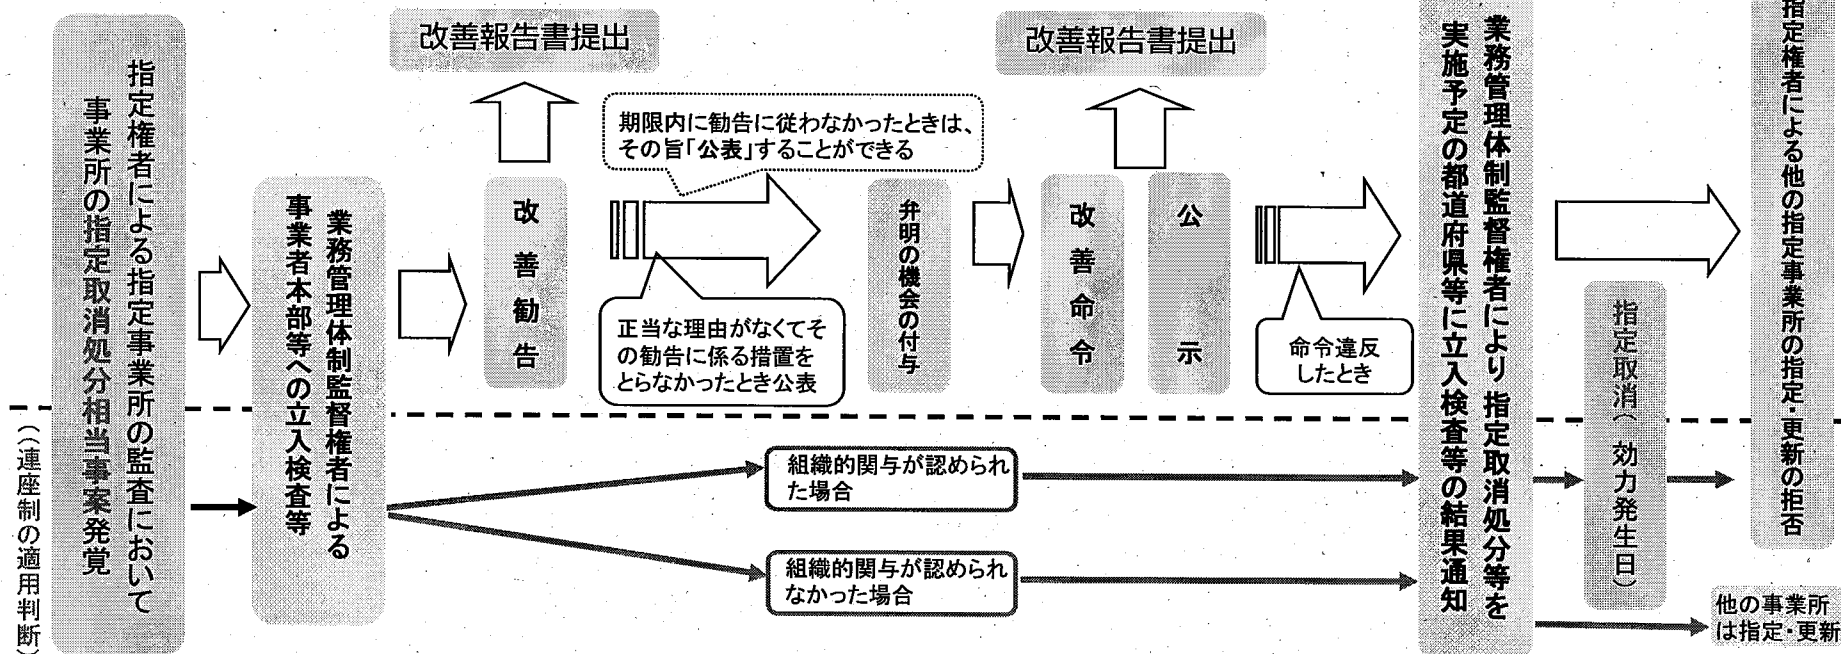 指定権者による指定事業所の監査において
事業所の指定取消処分相当事案発覚
(（連座制の適用判断）
業務管理体制監督権者による
事業者本部等への立入検査等
改善報告書提出
改善勧告
期限内に勧告に従わなかったときは、
その旨「公表」することができる
正当な理由がなくてそ
の勧告に係る措置を
とらなかったとき公表
弁明の機会の付与
改善報告書提出
改善命令
公示
命令違反
したとき
組織的関与が認められ
た場合
組織的関与が認められ
なかった場合
業務管理体制監督権者により指定取消処分等を
実施予定の都道府県等に立入検査等の結果通知
指定取消（効力発生日）
指定権者による他の指定事業所の指定・更新の拒否
他の事業所
は指定・更新